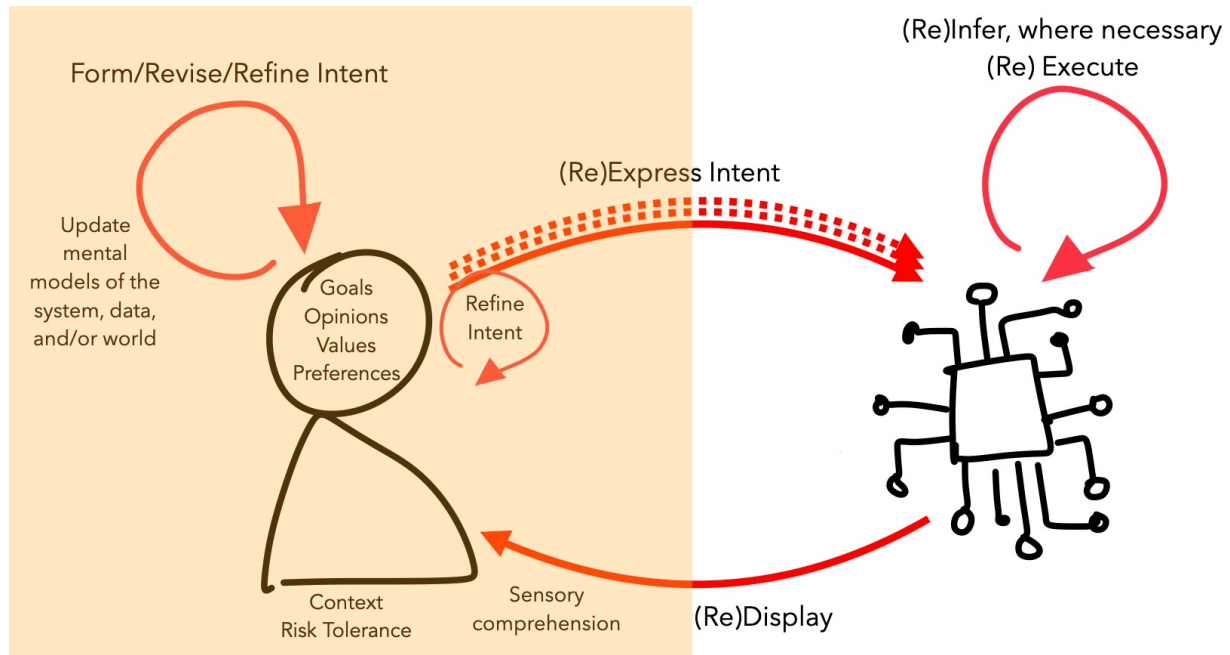 (Re)Infer, where necessary
(Re) Execute
Form/Revise/Refine Intent
(Re)Express Intent
Update
mental
models of the
system, data,
and/or world
Goals
Opinions
Values
Preferences
Refine
Intent
Context
Risk Tolerance
Sensory
comprehension
(Re)Display